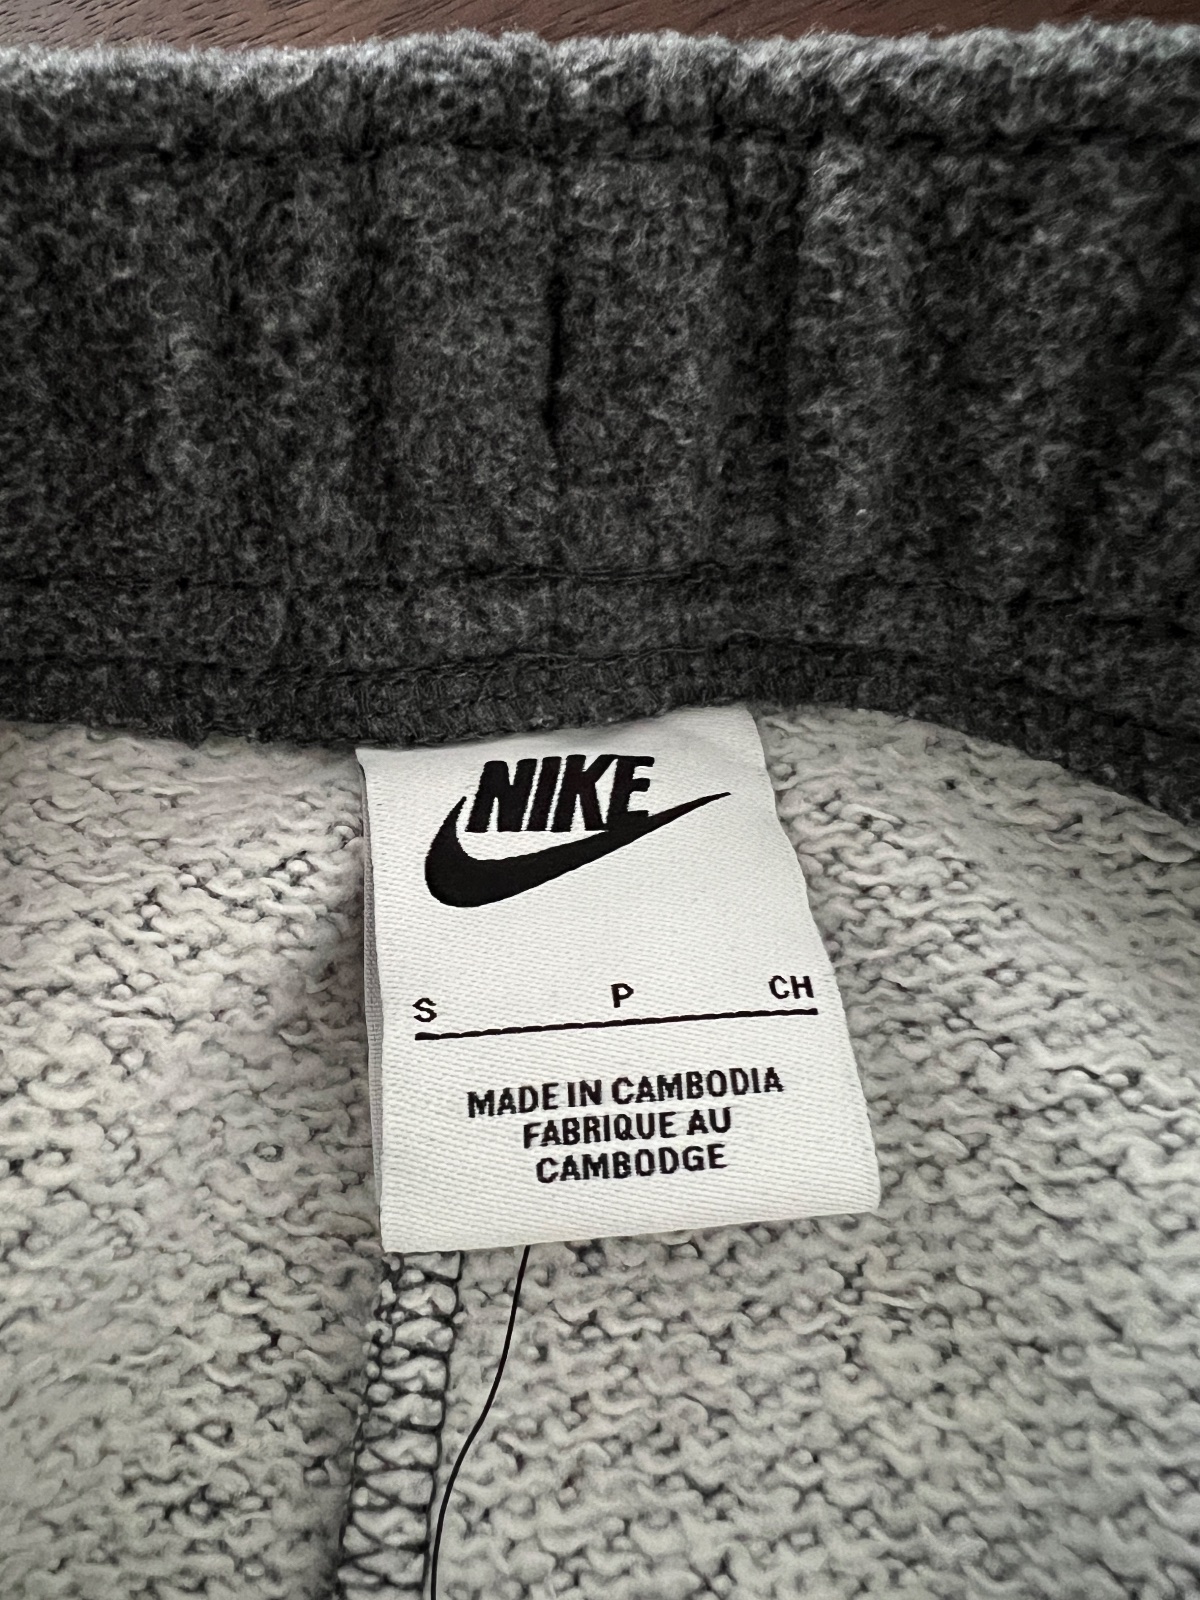 NIKE
S P CH
MADE IN CAMBODIA
FABRIQUE AU
CAMBODGE